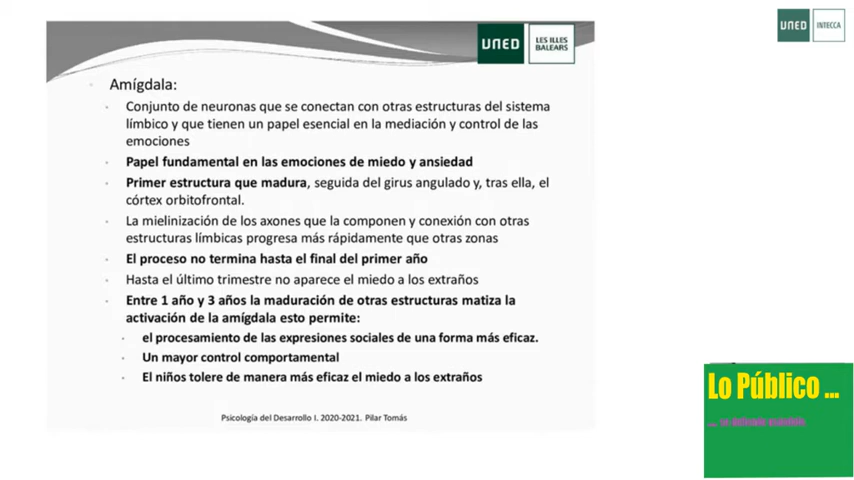 UNED
LES ILLES
BALEARS
UNED
INTECCA
Amígdala:
Conjunto de neuronas que se conectan con otras estructuras del sistema
límbico y que tienen un papel esencial en la mediación y control de las
emociones
Papel fundamental en las emociones de miedo y ansiedad
Primer estructura que madura, seguida del girus angulado y, tras ella, el
córtex orbitofrontal.
La mielinización de los axones que la componen y conexión con otras
estructuras límbicas progresa más rápidamente que otras zonas
El proceso no termina hasta el final del primer año
Hasta el último trimestre no aparece el miedo a los extraños
Entre 1 año y 3 años la maduración de otras estructuras matiza la
activación de la amígdala esto permite:
el procesamiento de las expresiones sociales de una forma más eficaz.
Un mayor control comportamental
El niños tolere de manera más eficaz el miedo a los extraños
Psicología del Desarrollo I. 2020-2021. Pilar Tomás
Lo Público ...